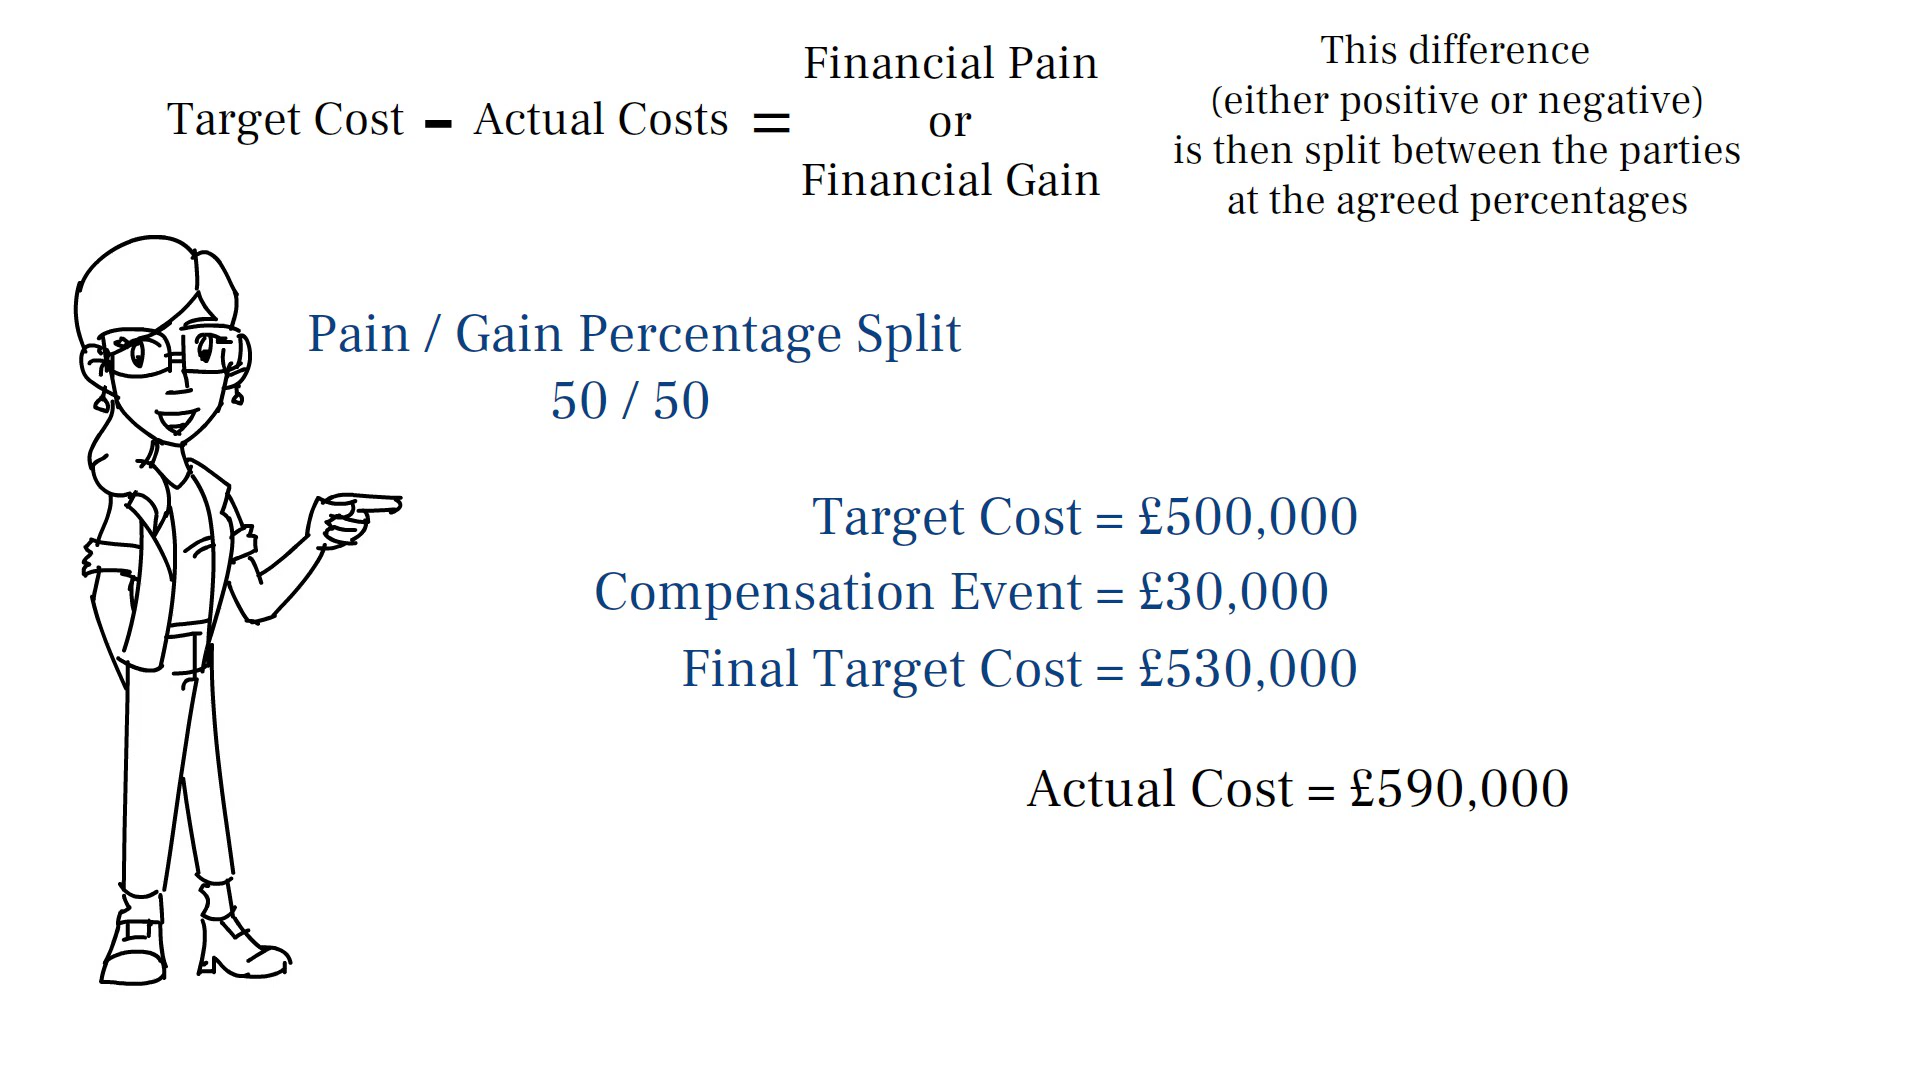 Target Cost - Actual Costs =
Financial Pain
or
Financial Gain
This difference
(either positive or negative)
is then split between the parties
at the agreed percentages
Pain / Gain Percentage Split
50 / 50
Target Cost = £500,000
Compensation Event = £30,000
Final Target Cost = £530,000
Actual Cost = £590,000